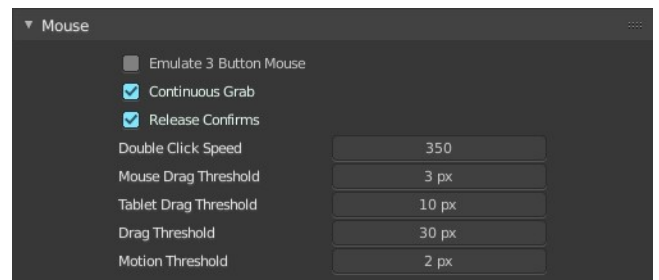 Mouse
Emulate 3 Button Mouse
Continuous Grab
Release Confirms
Double Click Speed 350
Mouse Drag Threshold 3 px
Tablet Drag Threshold 10 px
Drag Threshold 30 px
Motion Threshold 2 px